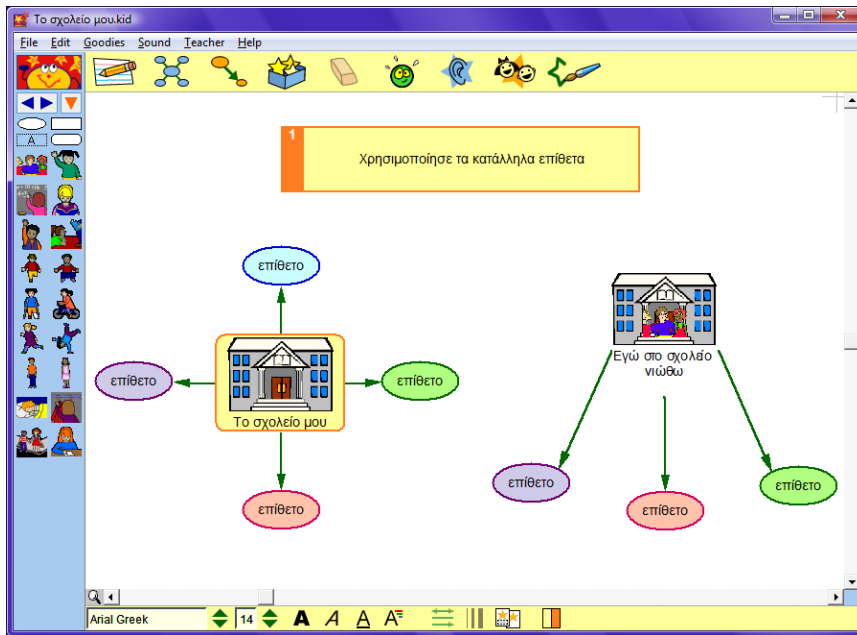 Το σχολείο μου.kid
File Edit Goodies Sound Teacher Help
A
1
Χρησιμοποίησε τα κατάλληλα επίθετα
επίθετο
επίθετο
επίθετο
Το σχολείο μου
επίθετο
Εγώ στο σχολείο
νιώθω
επίθετο
επίθετο
επίθετο
Arial Greek 14 A A A A